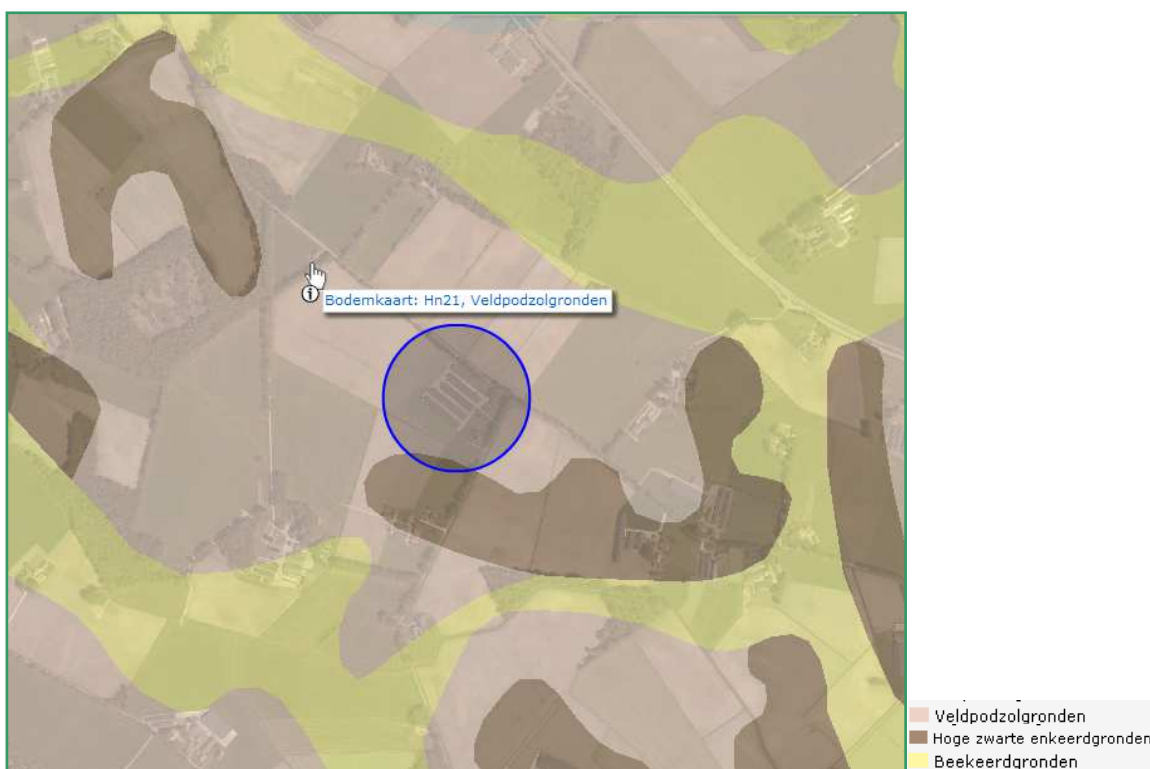 Bodemkaart: Hn21, Veldpodzolgronden
Veldpodzolgronden
Hoge zwarte enkeerdgronden
Beekeerdgronden